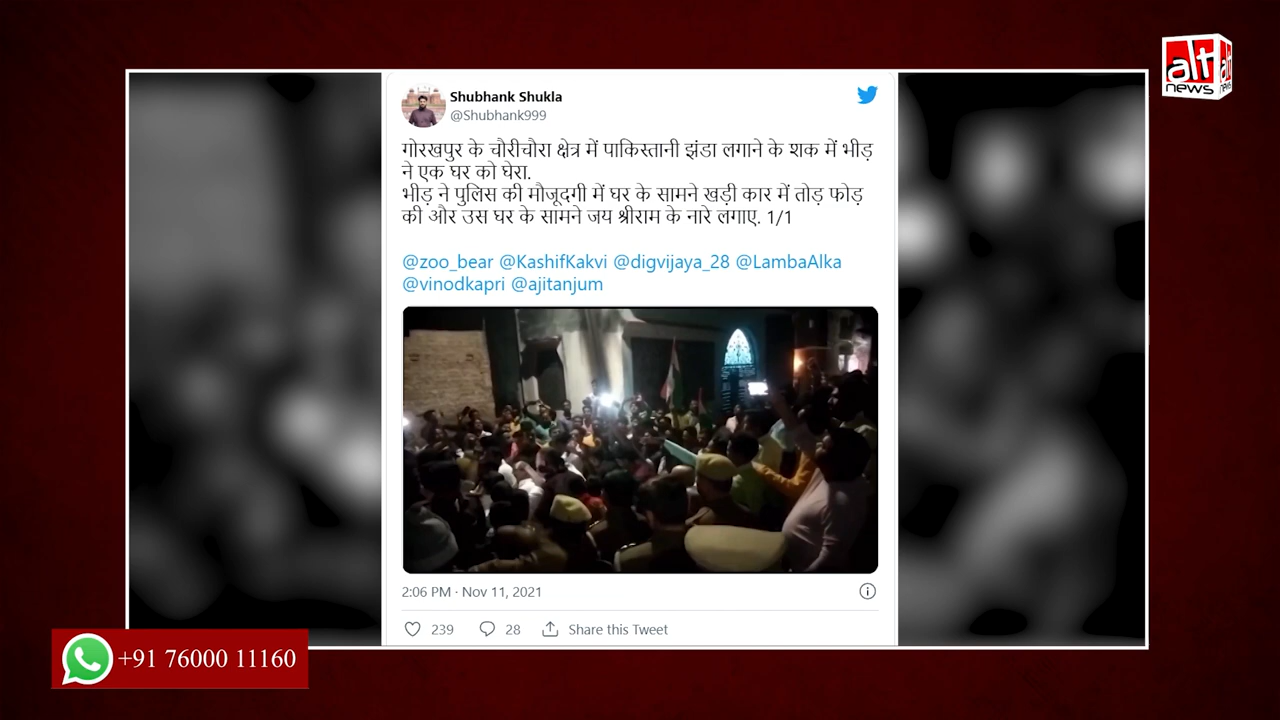 alt
news
Shubhank Shukla
@Shubhank999
गोरखपुर के चौरीचौरा क्षेत्र में पाकिस्तानी झंडा लगाने के शक में भीड़
ने एक घर को घेरा.
भीड़ ने पुलिस की मौजूदगी में घर के सामने खड़ी कार में तोड़ फोड़
की और उस घर के सामने जय श्रीराम के नारे लगाए. 1/1
@zoo_bear @KashifKakvi @digvijaya_28 @LambaAlka
@vinodkapri @ajitanjum
2:06 PM · Nov 11, 2021
239 28 Share this Tweet
+91 76000 11160